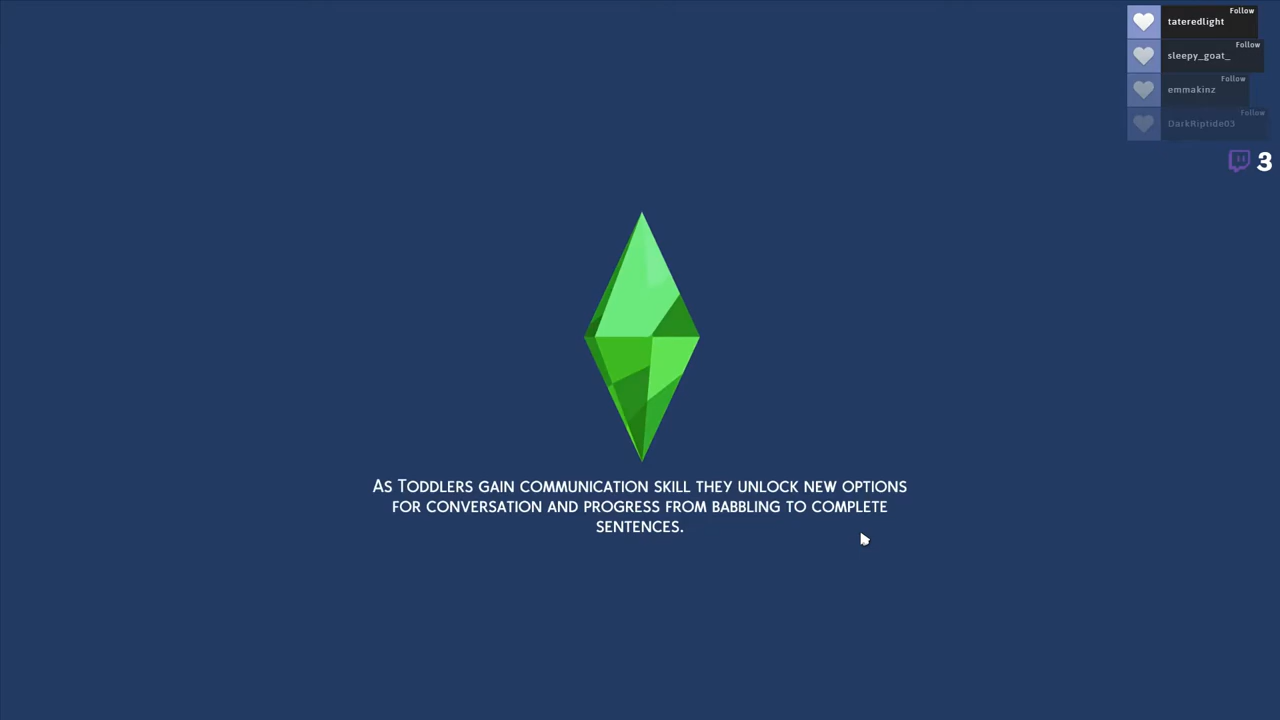 Follow
tateredlight
Follow
sleepy_goat_
Follow
emmakinz
Follow
DarkRiptide03
3
AS TODDLERS GAIN COMMUNICATION SKILL THEY UNLOCK NEW OPTIONS
FOR CONVERSATION AND PROGRESS FROM BABBLING TO COMPLETE
SENTENCES.